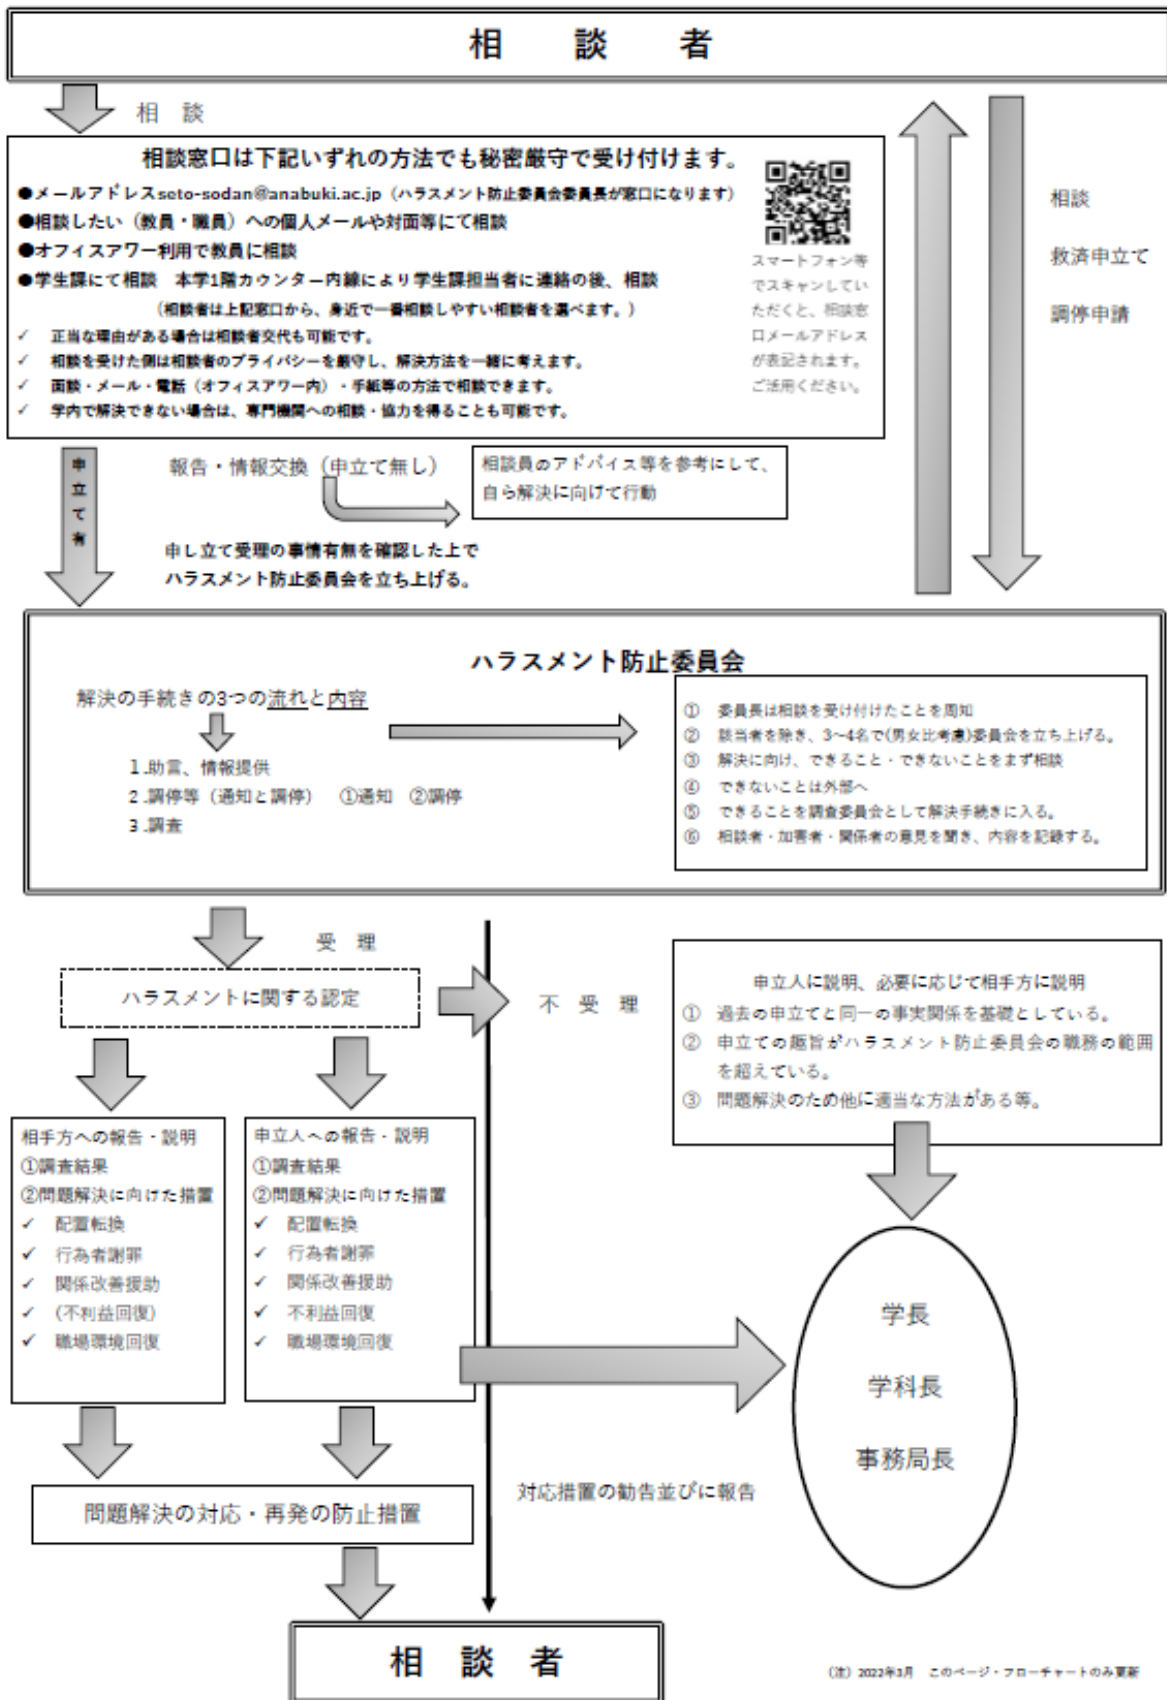 相　談　者
相　談
相談窓口は下記いずれの方法でも秘密厳守で受け付けます。
●メールアドレスseto-sodan@anabuki.ac.jp（ハラスメント防止委員会委員長が窓口になります）
●相談したい（教員・職員）への個人メールや対面等にて相談
●オフィスアワー利用で教員に相談
●学生課にて相談　本学1階カウンター内線により学生課担当者に連絡の後、相談
（相談者は上記窓口から、身近で一番相談しやすい相談者を選べます。）
✓　正当な理由がある場合は相談者交代も可能です。
✓　相談を受けた側は相談者のプライバシーを厳守し、解決方法を一緒に考えます。
✓　面談・メール・電話（オフィスアワー内）・手紙等の方法で相談できます。
✓　学内で解決できない場合は、専門機関への相談・協力を得ることも可能です。
スマートフォン等
でスキャンしてい
ただくと、相談窓
口メールアドレス
が表記されます。
ご活用ください。
相談
救済申立て
調停申請
申立て有
報告・情報交換（申立て無し）
相談員のアドバイス等を参考にして、
自ら解決に向けて行動
申し立て受理の事情有無を確認した上で
ハラスメント防止委員会を立ち上げる。
ハラスメント防止委員会
解決の手続きの3つの流れと内容
1.助言、情報提供
2.調停等（通知と調停）　①通知　②調停
3.調査
①　委員長は相談を受け付けたことを周知
②　該当者を除き、3～4名で(男女比考慮)委員会を立ち上げる。
③　解決に向け、できること・できないことをまず相談
④　できないことは外部へ
⑤　できることを調査委員会として解決手続きに入る。
⑥　相談者・加害者・関係者の意見を聞き、内容を記録する。
受　理
ハラスメントに関する認定
不　受　理
申立人に説明、必要に応じて相手方に説明
①　過去の申立てと同一の事実関係を基礎としている。
②　申立ての趣旨がハラスメント防止委員会の職務の範囲
を超えている。
③　問題解決のため他に適当な方法がある等。
相手方への報告・説明
①調査結果
②問題解決に向けた措置
✓　配置転換
✓　行為者謝罪
✓　関係改善援助
✓　(不利益回復)
✓　職場環境回復
申立人への報告・説明
①調査結果
②問題解決に向けた措置
✓　配置転換
✓　行為者謝罪
✓　関係改善援助
✓　不利益回復
✓　職場環境回復
学長
学科長
事務局長
対応措置の勧告並びに報告
問題解決の対応・再発の防止措置
相　談　者
（注）2022年3月　このページ・フローチャートのみ更新